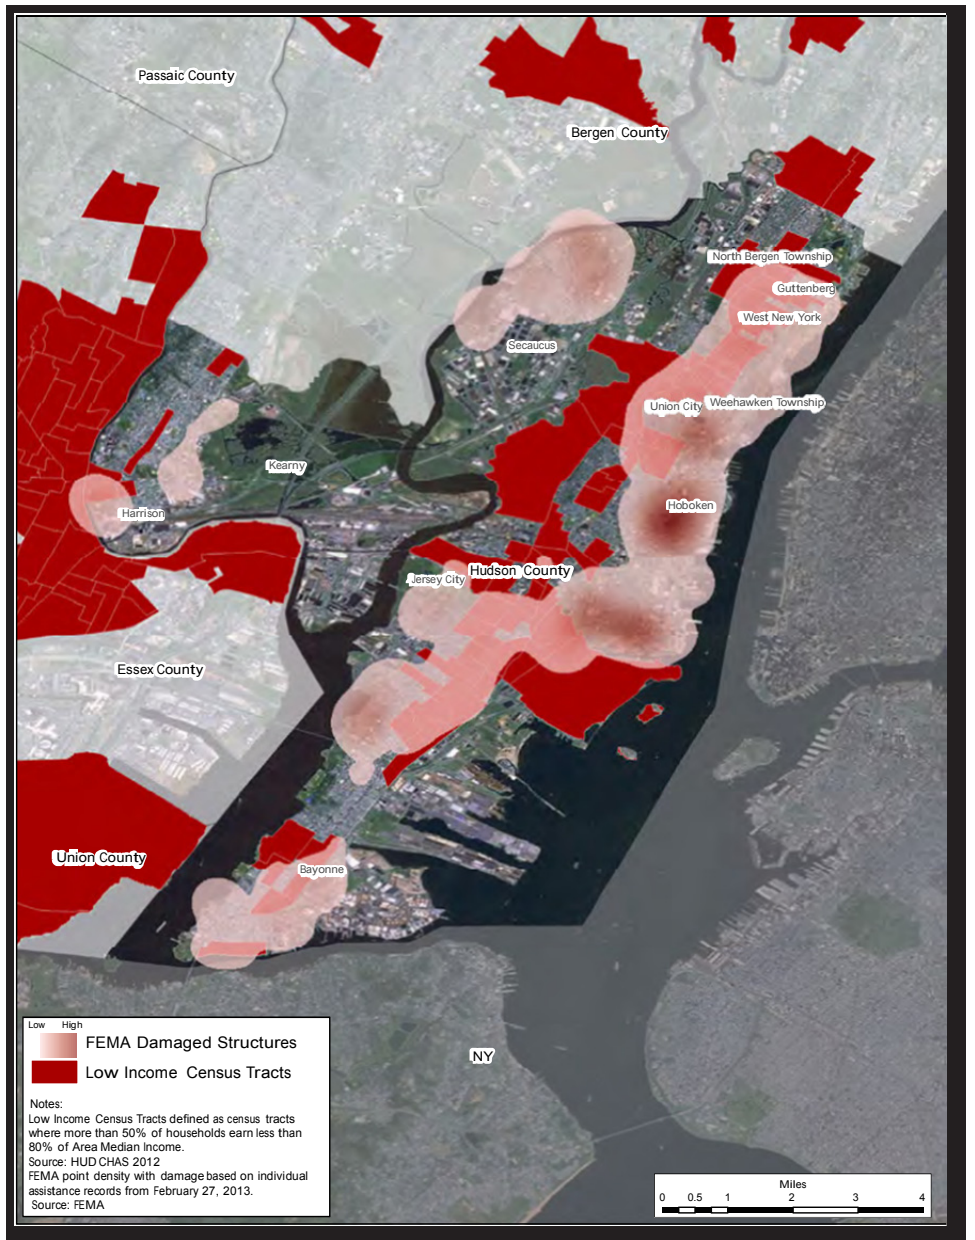 Passaic County
Bergen County
North Bergen Township
Guttenberg
West New York
Secaucus
Union City
Weehawken Township
Kearny
Hoboken
Harrison
Hudson County
Jersey City
Essex County
Union County
Bayonne
NY
Low High
FEMA Damaged Structures
Low Income Census Tracts
Notes:
Low Income Census Tracts defined as census tracts
where more than 50% of households earn less than
80% of Area Median Income.
Source: HUD CHAS 2012
FEMA point density with damage based on individual
assistance records from February 27, 2013.
Source: FEMA
Miles
0 0.5 1 2 3 4